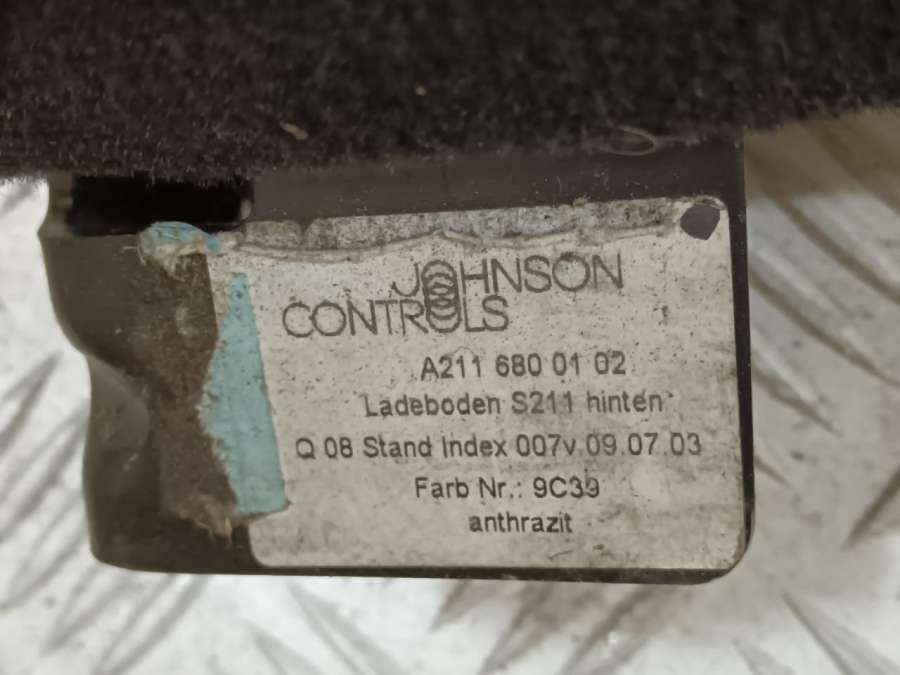 JOHNSON
CONTROLS
A211 680 01 02
Ladeboden S211 hinten
Q 08 Stand Index 007v.09.07.03
Farb Nr.: 9C39
anthrazit